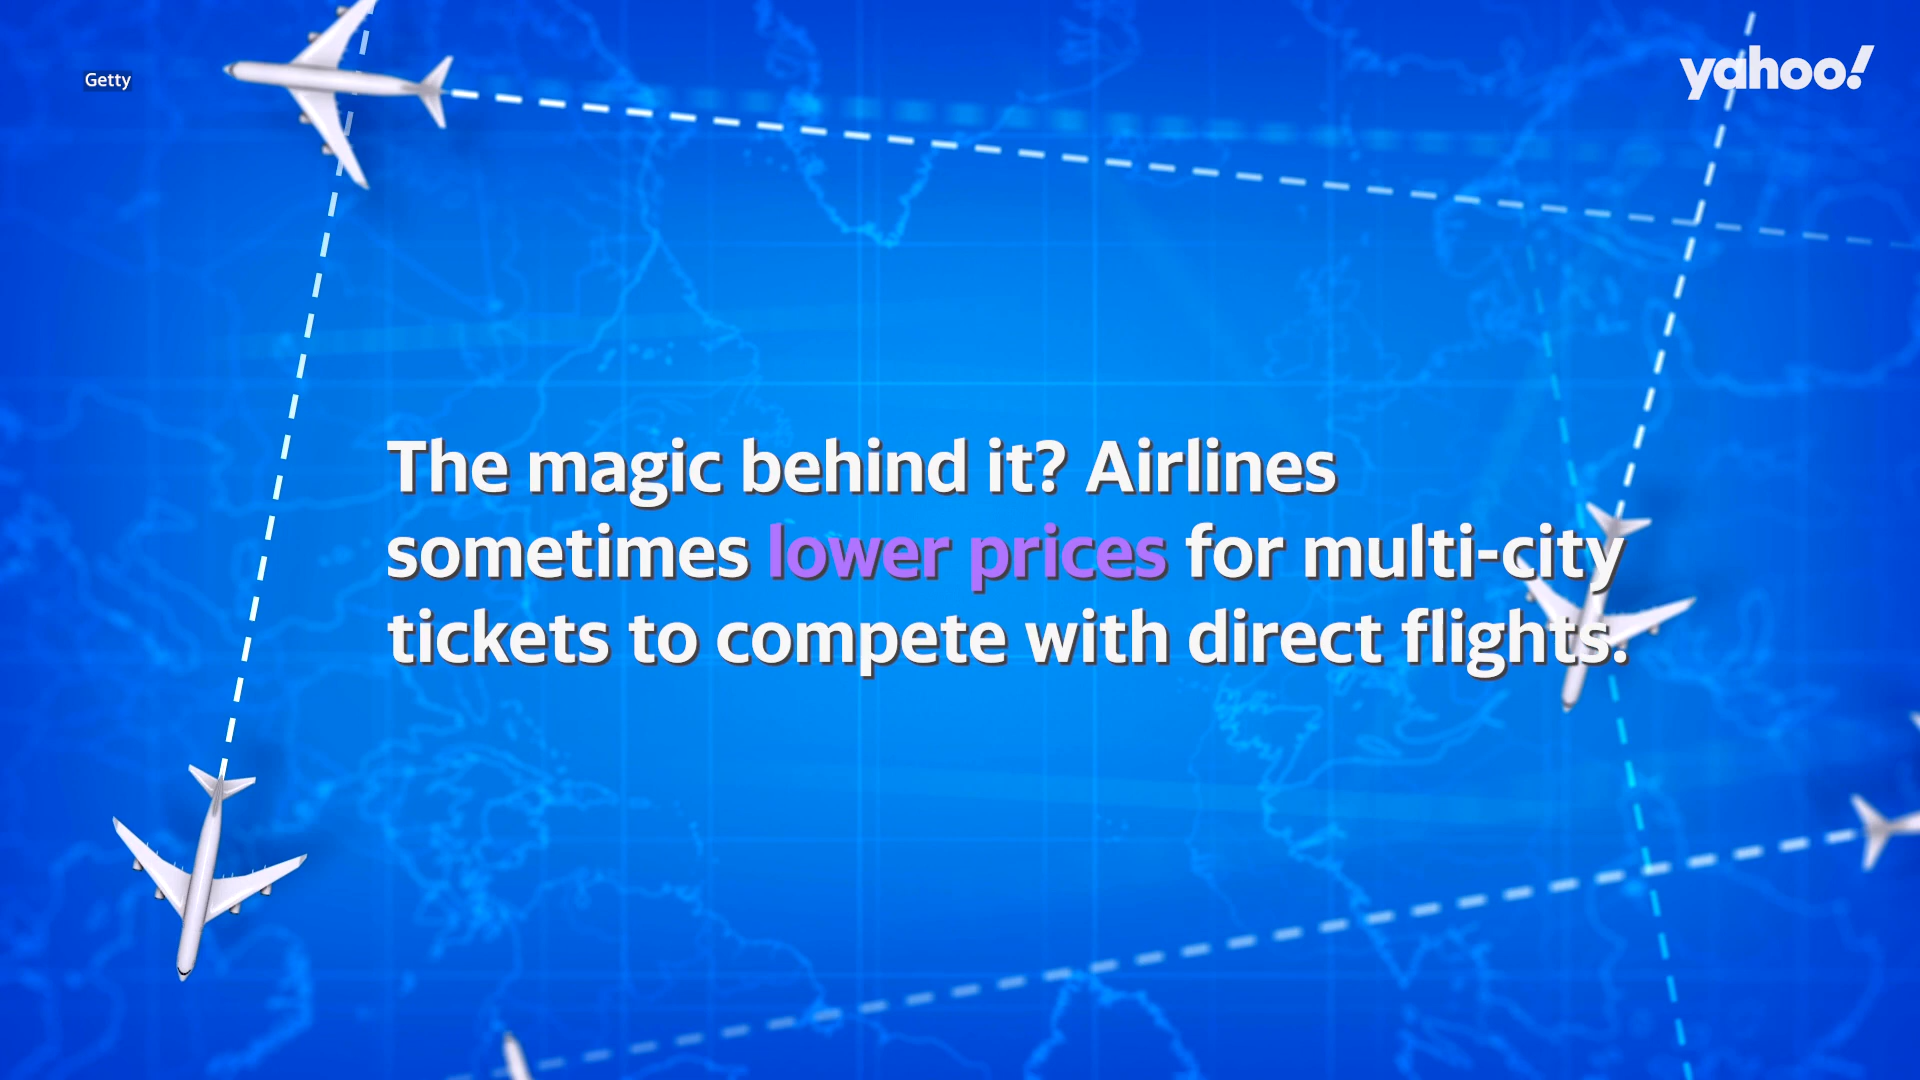 Getty
yahoo!
The magic behind it? Airlines
sometimes lower prices for multi-city
tickets to compete with direct flights.